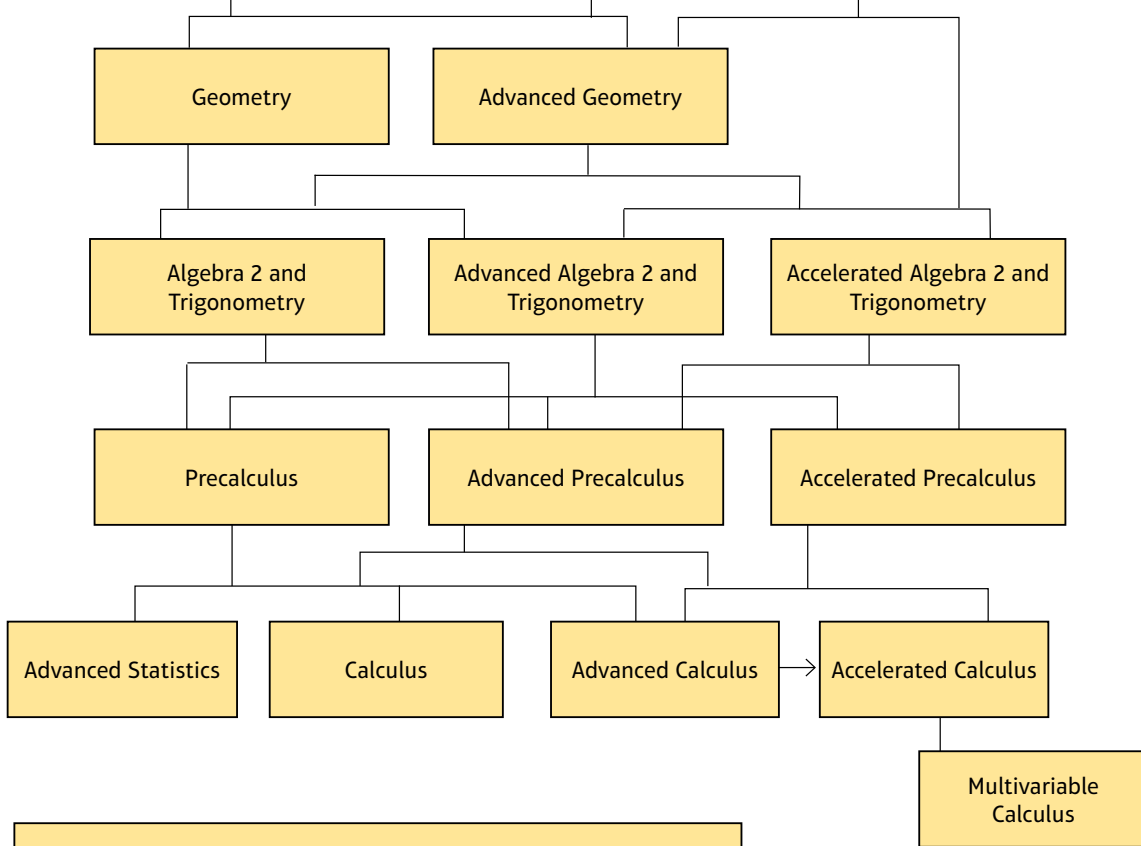 Geometry
Advanced Geometry
Algebra 2 and
Trigonometry
Advanced Algebra 2 and
Trigonometry
Accelerated Algebra 2 and
Trigonometry
Precalculus
Advanced Precalculus
Accelerated Precalculus
Advanced Statistics
Calculus
Advanced Calculus
Accelerated Calculus
Multivariable
Calculus